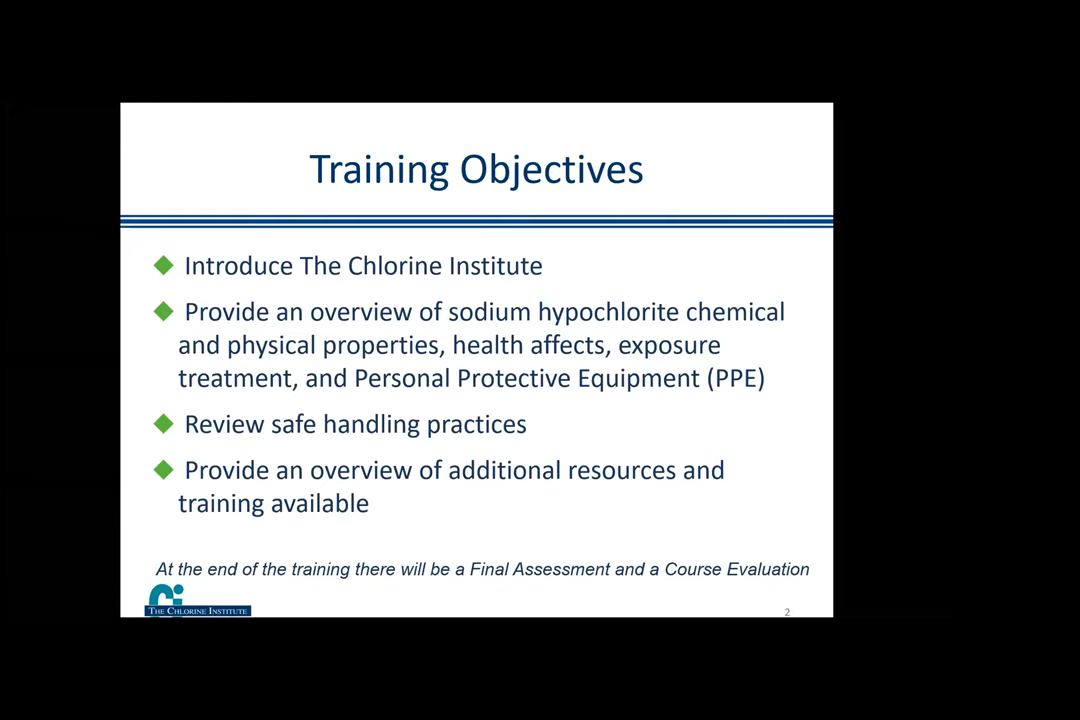 Training Objectives
Introduce The Chlorine Institute
Provide an overview of sodium hypochlorite chemical
and physical properties, health affects, exposure
treatment, and Personal Protective Equipment (PPE)
Review safe handling practices
Provide an overview of additional resources and
training available
At the end of the training there will be a Final Assessment and a Course Evaluation
THE CHLORINE INSTITUTE
2